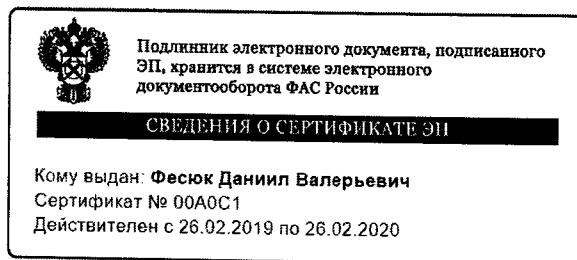 Подлинник электронного документа, подписанного
ЭП, хранится в системе электронного
документооборота ФАС России
СВЕДЕНИЯ О СЕРТИФИКАТЕ ЭП
Кому выдан: Фесюк Даниил Валерьевич
Сертификат № 00A0C1
Действителен с 26.02.2019 по 26.02.2020